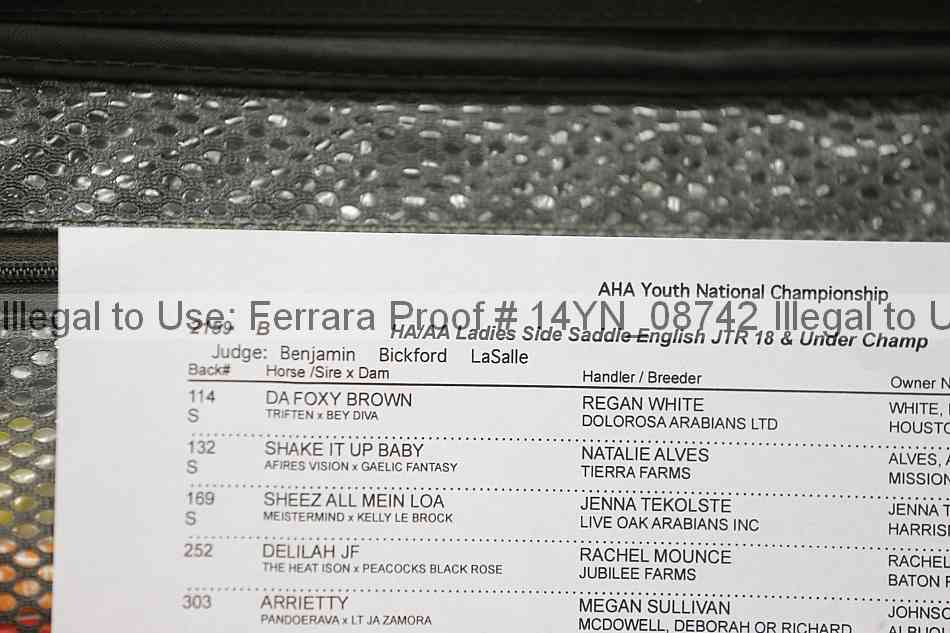 AHA Youth National Championship
Illegal to Use: Ferrara Proof # 14YN_08742 Illegal to U
2159 B HA/AA Ladies Side Saddle English JTR 18 & Under Champ
Judge: Benjamin Bickford LaSalle
Back# Horse /Sire x Dam Handler / Breeder Owner N
114 DA FOXY BROWN REGAN WHITE WHITE,
S TRIFTEN x BEY DIVA DOLOROSA ARABIANS LTD HOUSTO
132 SHAKE IT UP BABY NATALIE ALVES ALVES, A
S AFIRES VISION x GAELIC FANTASY TIERRA FARMS MISSION
169 SHEEZ ALL MEIN LOA JENNA TEKOLSTE JENNA T
S MEISTERMIND x KELLY LE BROCK LIVE OAK ARABIANS INC HARRIS
252 DELILAH JF RACHEL MOUNCE RACHEL
THE HEAT ISON x PEACOCKS BLACK ROSE JUBILEE FARMS BATON R
303 ARRIETTY MEGAN SULLIVAN JOHNSO
PANDOERAVA x LT JA ZAMORA MCDOWELL, DEBORAH OR RICHARD